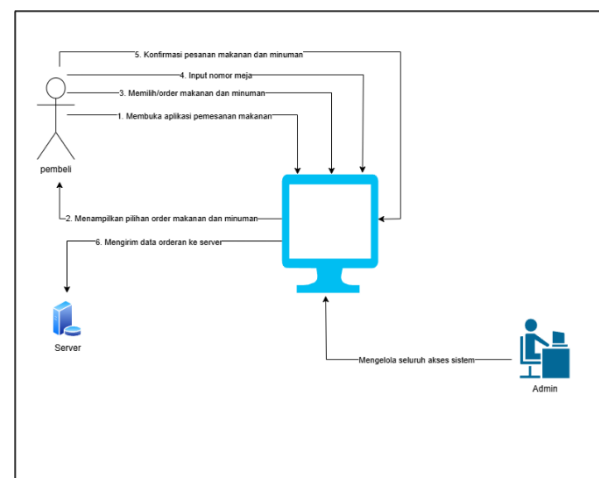 5. Konfirmasi pesanan makanan dan minuman
4. Input nomor meja
3. Memilih/order makanan dan minuman
1. Membuka aplikasi pemesanan makanan
pembeli
2. Menampilkan pilihan order makanan dan minuman
6. Mengirim data orderan ke server
Server
Mengelola seluruh akses sistem
Admin